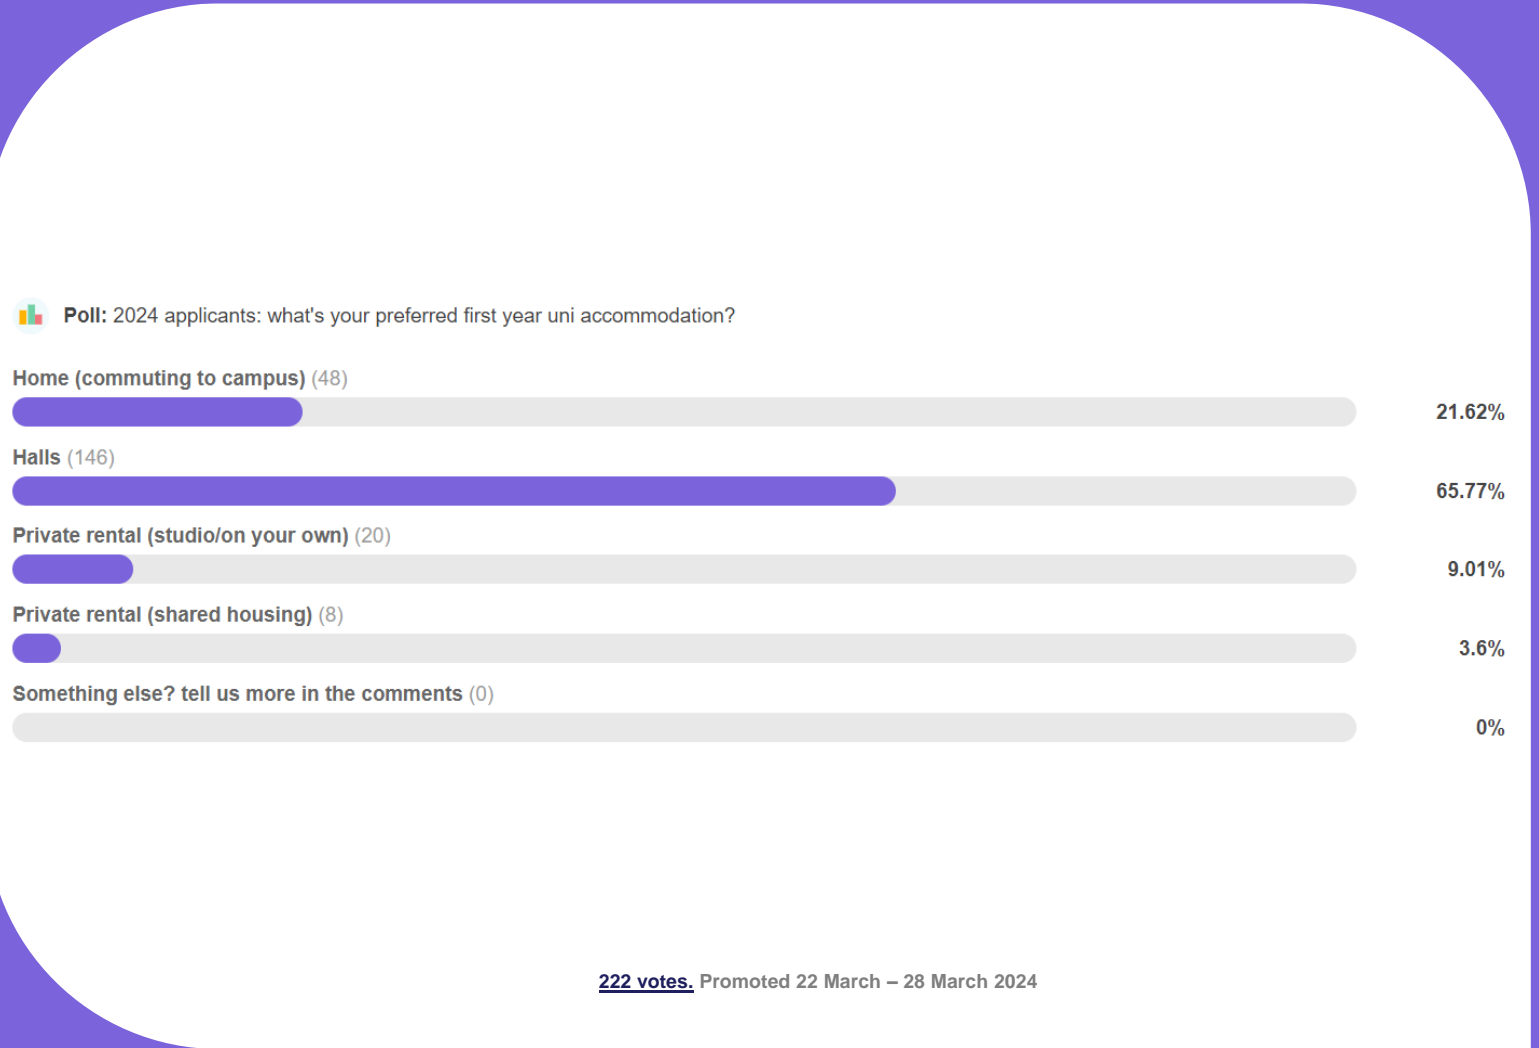 Poll: 2024 applicants: what's your preferred first year uni accommodation?
Home (commuting to campus) (48)
21.62%
Halls (146)
65.77%
Private rental (studio/on your own) (20)
9.01%
Private rental (shared housing) (8)
3.6%
Something else? tell us more in the comments (0)
0%
222 votes. Promoted 22 March – 28 March 2024